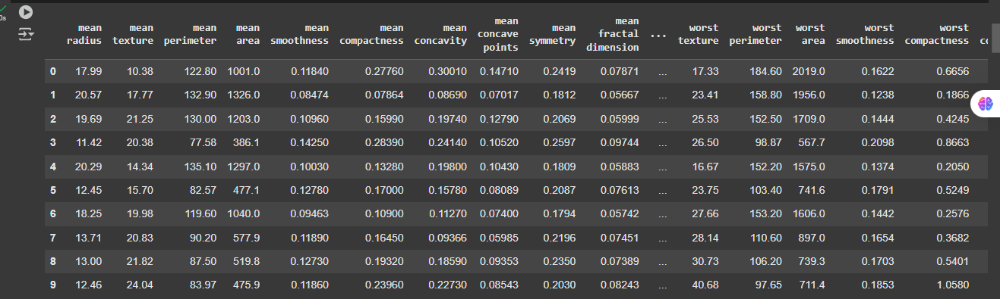 mean radius mean texture mean perimeter mean area mean smoothness mean compactness mean concavity mean concave points mean symmetry mean fractal dimension ... worst texture worst perimeter worst area worst smoothness worst compactness
0 17.99 10.38 122.80 1001.0 0.11840 0.27760 0.30010 0.14710 0.2419 0.07871 ... 17.33 184.60 2019.0 0.1622 0.6656
1 20.57 17.77 132.90 1326.0 0.08474 0.07864 0.08690 0.07017 0.1812 0.05667 ... 23.41 158.80 1956.0 0.1238 0.1866
2 19.69 21.25 130.00 1203.0 0.10960 0.15990 0.19740 0.12790 0.2069 0.05999 ... 25.53 152.50 1709.0 0.1444 0.4245
3 11.42 20.38 77.58 386.1 0.14250 0.28390 0.24140 0.10520 0.2597 0.09744 ... 26.50 98.87 567.7 0.2098 0.8663
4 20.29 14.34 135.10 1297.0 0.10030 0.13280 0.19800 0.10430 0.1809 0.05883 ... 16.67 152.20 1575.0 0.1374 0.2050
5 12.45 15.70 82.57 477.1 0.12780 0.17000 0.15780 0.08089 0.2087 0.07613 ... 23.75 103.40 741.6 0.1791 0.5249
6 18.25 19.98 119.60 1040.0 0.09463 0.10900 0.11270 0.07400 0.1794 0.05742 ... 27.66 153.20 1606.0 0.1442 0.2576
7 13.71 20.83 90.20 577.9 0.11890 0.16450 0.09366 0.05985 0.2196 0.07451 ... 28.14 110.60 897.0 0.1654 0.3682
8 13.00 21.82 87.50 519.8 0.12730 0.19320 0.18590 0.09353 0.2350 0.07389 ... 30.73 106.20 739.3 0.1703 0.5401
9 12.46 24.04 83.97 475.9 0.11860 0.23960 0.22730 0.08543 0.2030 0.08243 ... 40.68 97.65 711.4 0.1853 1.0580